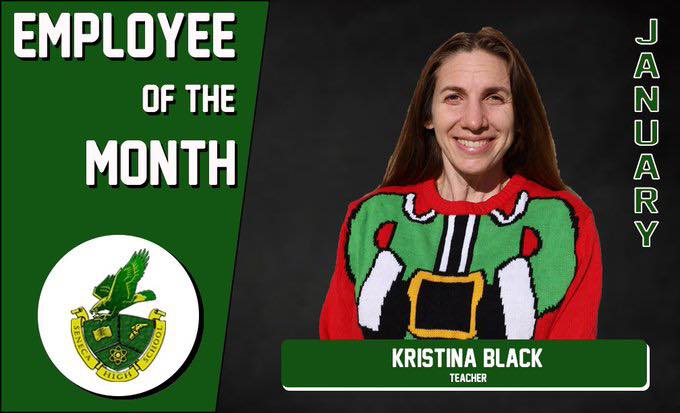 EMPLOYEE
OF THE
MONTH
SENECA
HIGH
SCHOOL
JANUARY
KRISTINA BLACK
TEACHER